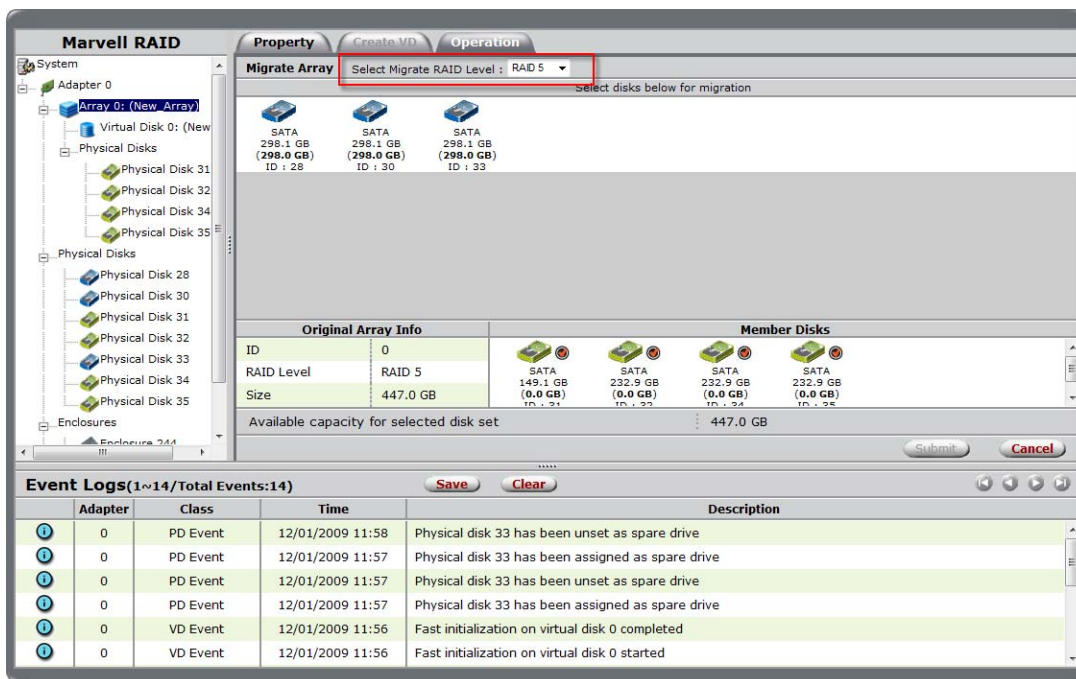 Marvell RAID
Property Create VD Operation
System
Adapter 0
Array 0: (New_Array)
Virtual Disk 0: (New
Physical Disks
Physical Disk 31
Physical Disk 32
Physical Disk 34
Physical Disk 35
Physical Disks
Physical Disk 28
Physical Disk 30
Physical Disk 31
Physical Disk 32
Physical Disk 33
Physical Disk 34
Physical Disk 35
Enclosures
Enclosure 244
Migrate Array Select Migrate RAID Level : RAID 5
Select disks below for migration
SATA SATA SATA
298.1 GB 298.1 GB 298.1 GB
(298.0 GB) (298.0 GB) (298.0 GB)
ID : 28 ID : 30 ID : 33
Original Array Info Member Disks
ID 0
RAID Level RAID 5
Size 447.0 GB
SATA SATA SATA SATA
149.1 GB 232.9 GB 232.9 GB 232.9 GB
(0.0 GB) (0.0 GB) (0.0 GB) (0.0 GB)
ID : 31 ID : 32 ID : 34 ID : 35
Available capacity for selected disk set 447.0 GB
Submit Cancel
Event Logs(1~14/Total Events:14) Save Clear
Adapter Class Time Description
0 PD Event 12/01/2009 11:58 Physical disk 33 has been unset as spare drive
0 PD Event 12/01/2009 11:57 Physical disk 33 has been assigned as spare drive
0 PD Event 12/01/2009 11:57 Physical disk 33 has been unset as spare drive
0 PD Event 12/01/2009 11:57 Physical disk 33 has been assigned as spare drive
0 VD Event 12/01/2009 11:56 Fast initialization on virtual disk 0 completed
0 VD Event 12/01/2009 11:56 Fast initialization on virtual disk 0 started